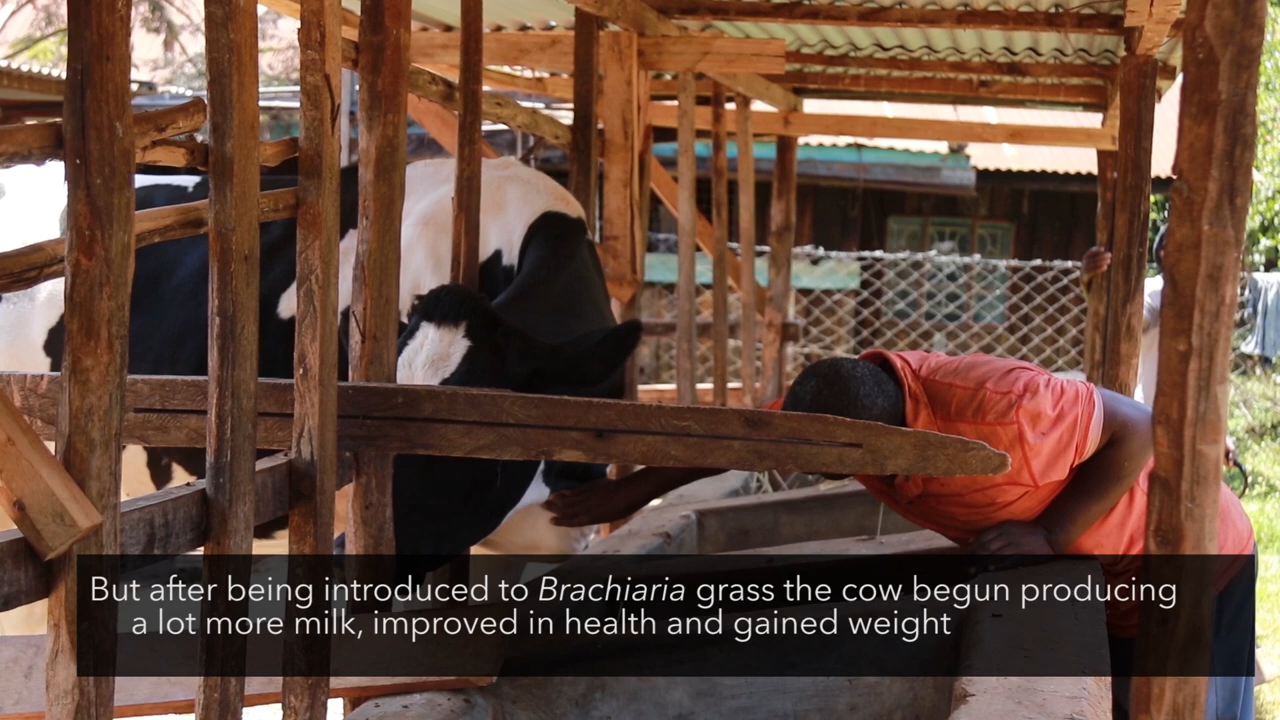 But after being introduced to Brachiaria grass the cow begun producing
a lot more milk, improved in health and gained weight